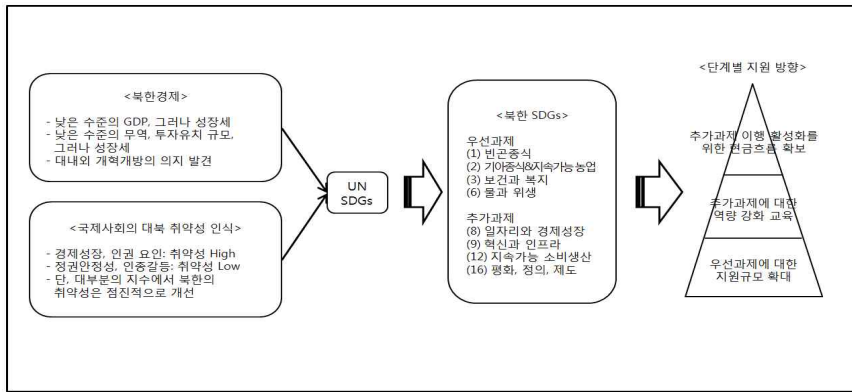 <북한경제>
- 낮은 수준의 GDP, 그러나 성장세
- 낮은 수준의 무역, 투자유치 규모,
그러나 성장세
- 대내외 개혁개방의 의지 발견
<국제사회의 대북 취약성 인식>
- 경제성장, 인권 요인: 취약성 High
- 정권안정성, 인종갈등: 취약성 Low
- 단, 대부분의 지수에서 북한의
취약성은 점진적으로 개선
UN
SDGs
<북한 SDGs>
우선과제
(1) 빈곤종식
(2) 기아종식&지속가능 농업
(3) 보건과 복지
(6) 물과 위생
추가과제
(8) 일자리와 경제성장
(9) 혁신과 인프라
(12) 지속가능 소비생산
(16) 평화, 정의, 제도
<단계별 지원 방향>
추가과제 이행 활성화를
위한 현금흐름 확보
추가과제에 대한
역량 강화 교육
우선과제에 대한
지원규모 확대